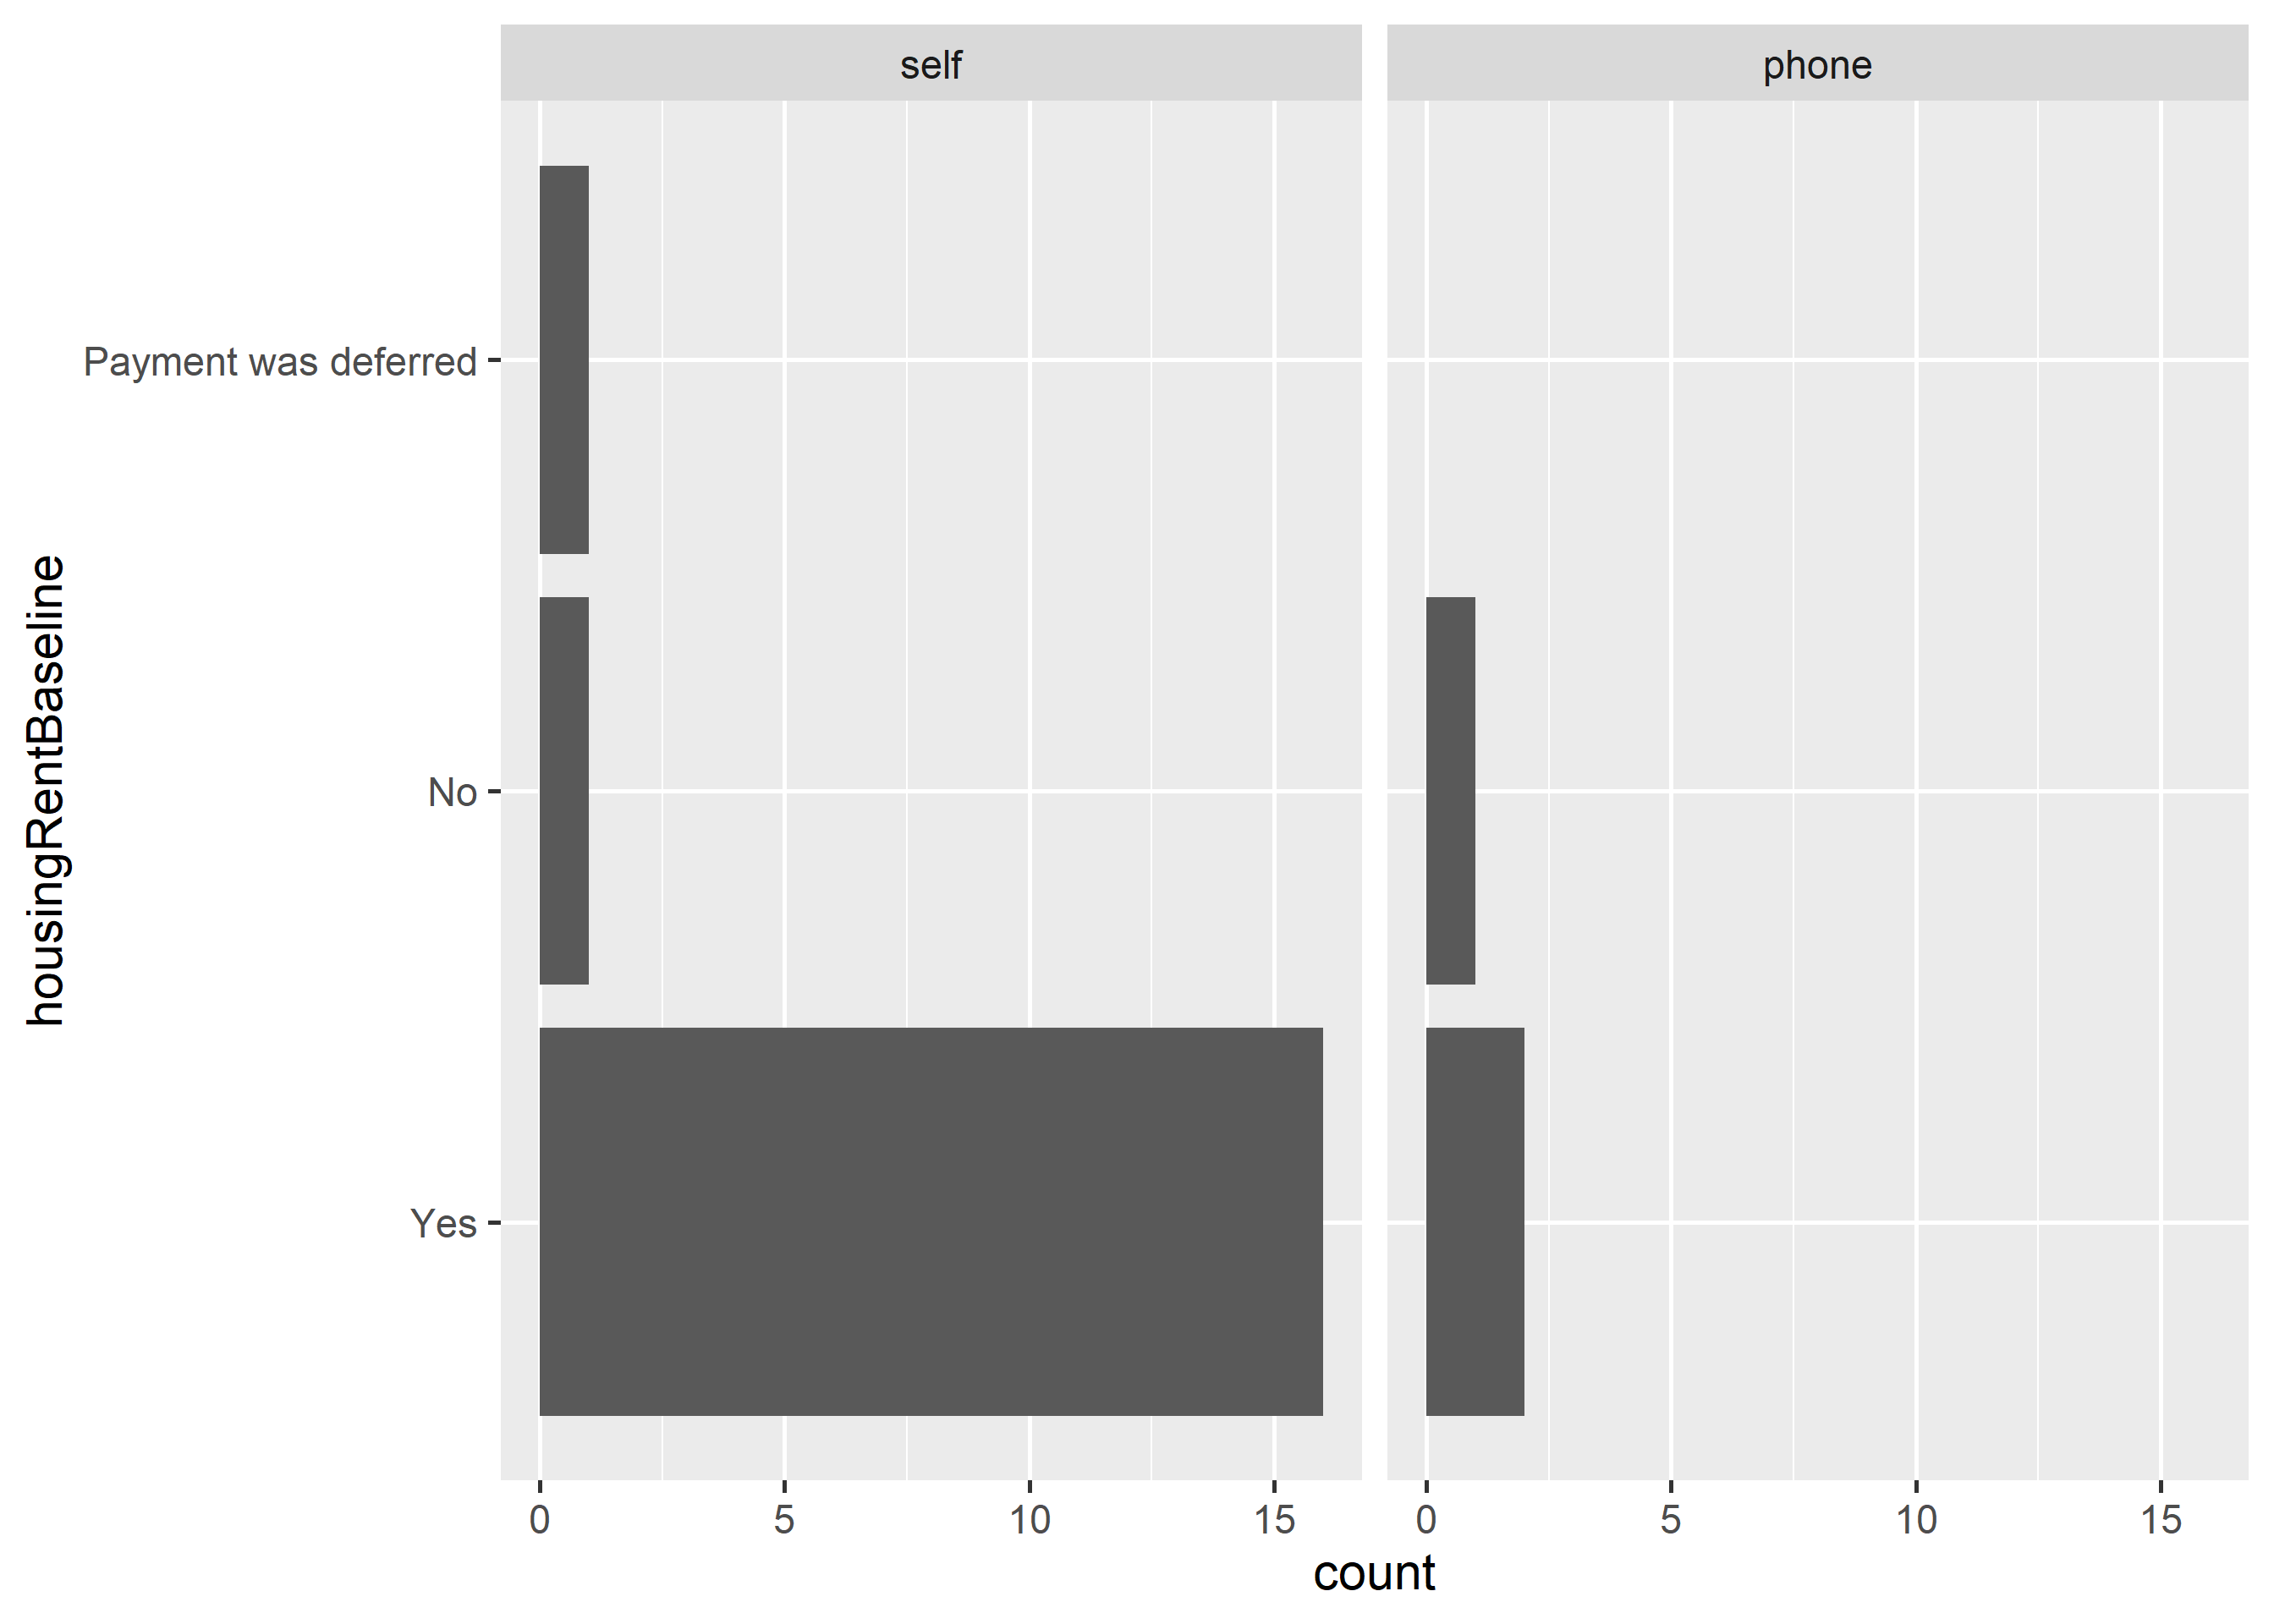 self
phone
housingRentBaseline
Payment was deferred
No
Yes
0 5 10 15
0 5 10 15
count